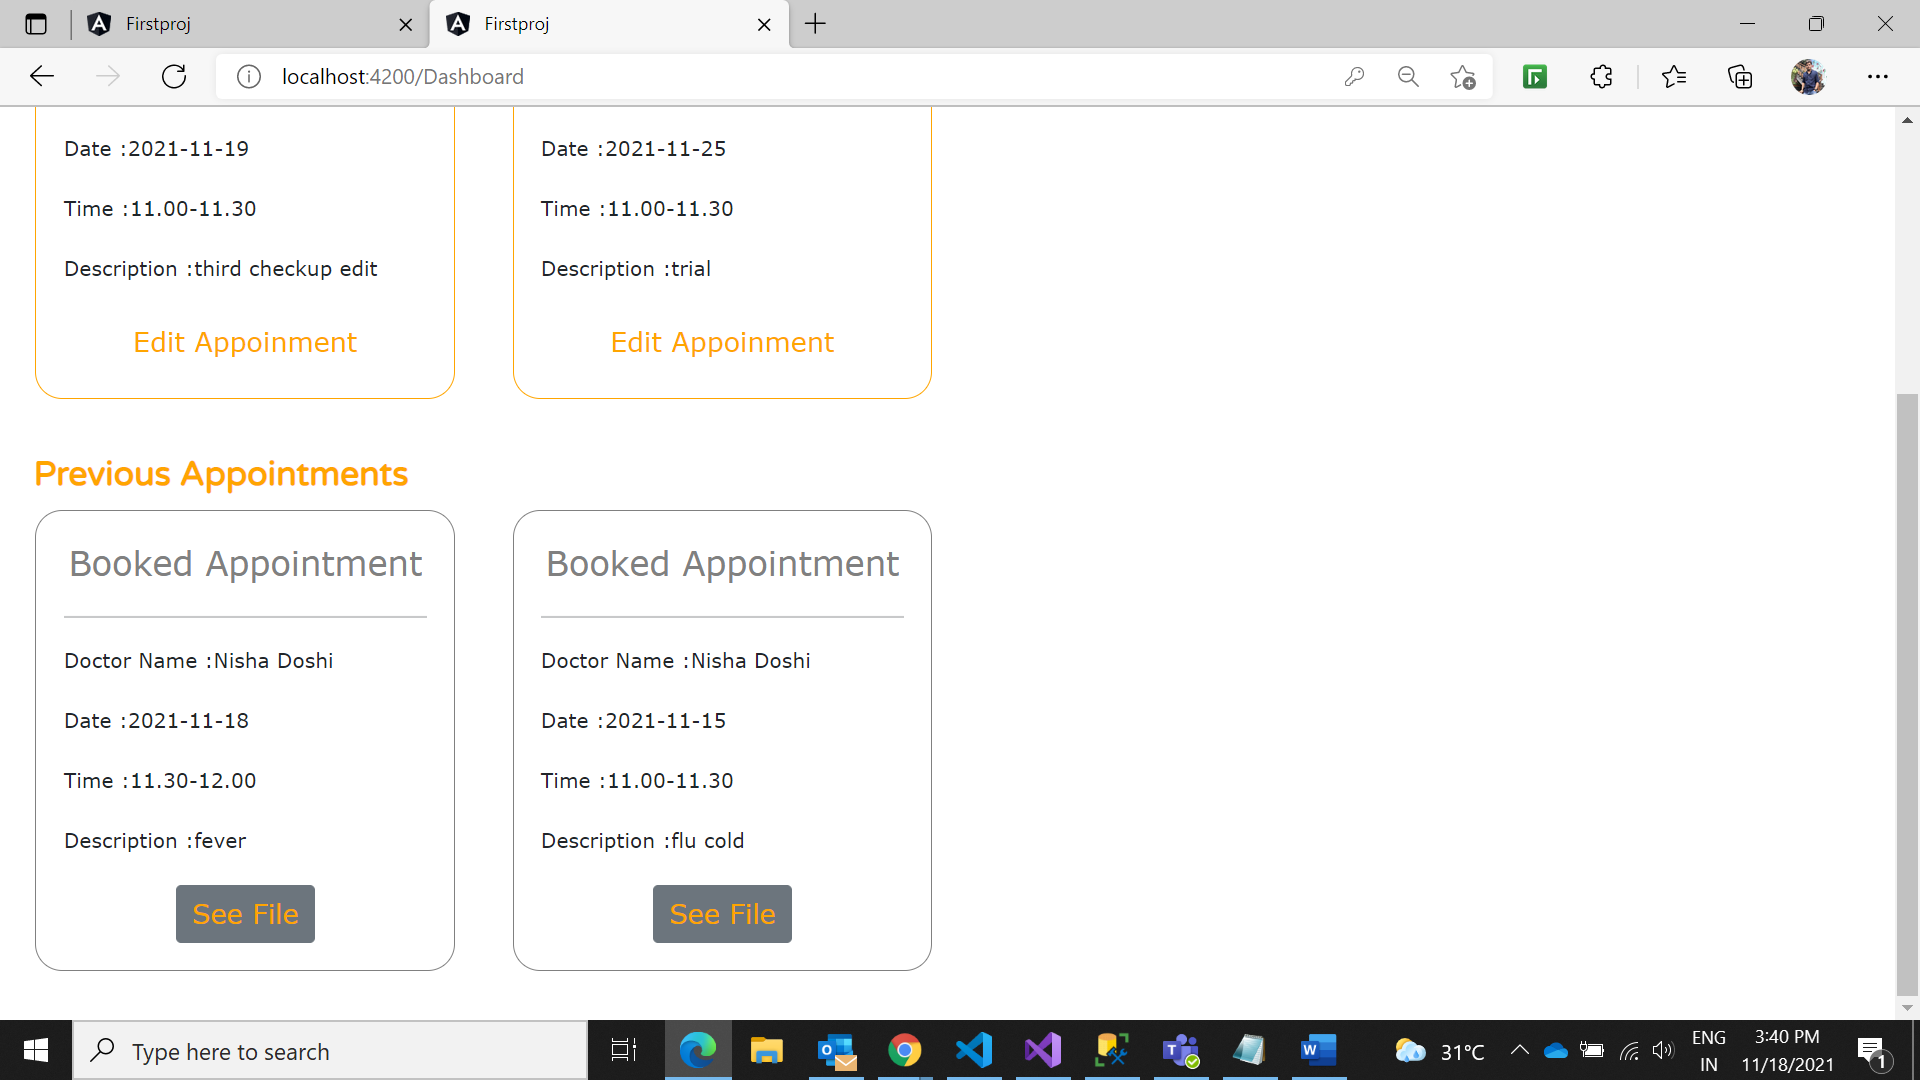 Firstproj
Firstproj
localhost:4200/Dashboard
Date :2021-11-19
Time :11.00-11.30
Description :third checkup edit
Edit Appoinment
Date :2021-11-25
Time :11.00-11.30
Description :trial
Edit Appoinment
Previous Appointments
Booked Appointment
Doctor Name :Nisha Doshi
Date :2021-11-18
Time :11.30-12.00
Description :fever
See File
Booked Appointment
Doctor Name :Nisha Doshi
Date :2021-11-15
Time :11.00-11.30
Description :flu cold
See File
Type here to search
31°C
ENG
IN
3:40 PM
11/18/2021
1